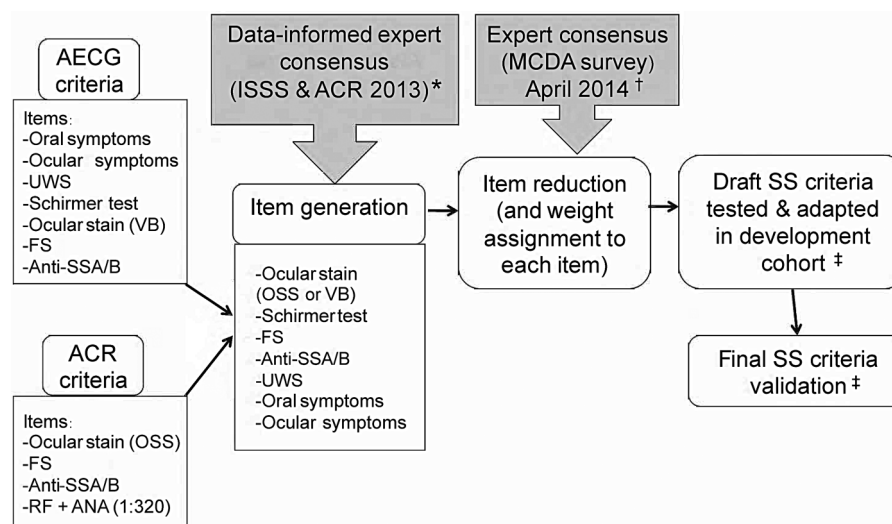 AECG
criteria
Items:
-Oral symptoms
-Ocular symptoms
-UWS
-Schirmer test
-Ocular stain (VB)
-FS
-Anti-SSA/B
ACR
criteria
Items:
-Ocular stain (OSS)
-FS
-Anti-SSA/B
-RF + ANA (1:320)
Data-informed expert
consensus
(ISSS & ACR 2013)*
Item generation
-Ocular stain
(OSS or VB)
-Schirmer test
-FS
-Anti-SSA/B
-UWS
-Oral symptoms
-Ocular symptoms
Expert consensus
(MCDA survey)
April 2014 †
Item reduction
(and weight
assignment to
each item)
Draft SS criteria
tested & adapted
in development
cohort ‡
Final SS criteria
validation ‡